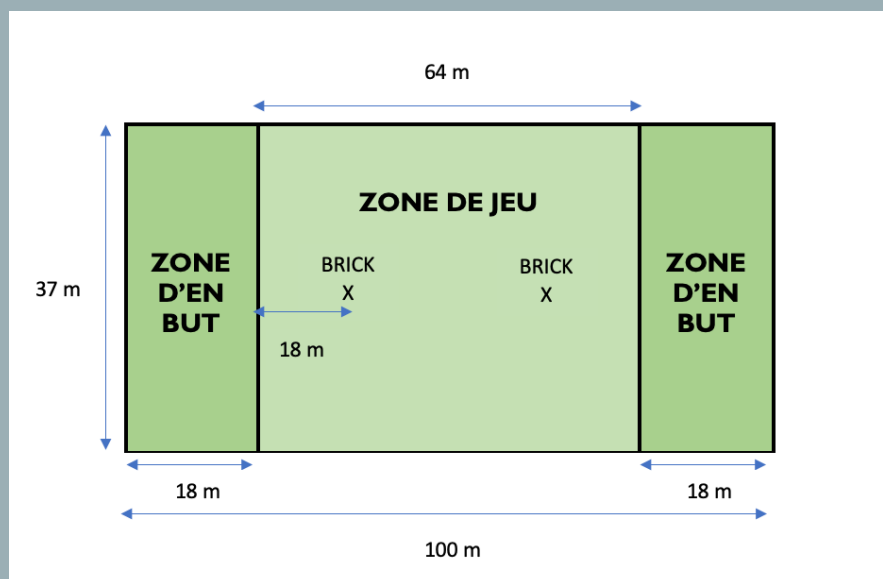 64 m
ZONE DE JEU
ZONE
D’EN
BUT
BRICK
X
BRICK
X
ZONE
D’EN
BUT
37 m
18 m
18 m
18 m
100 m